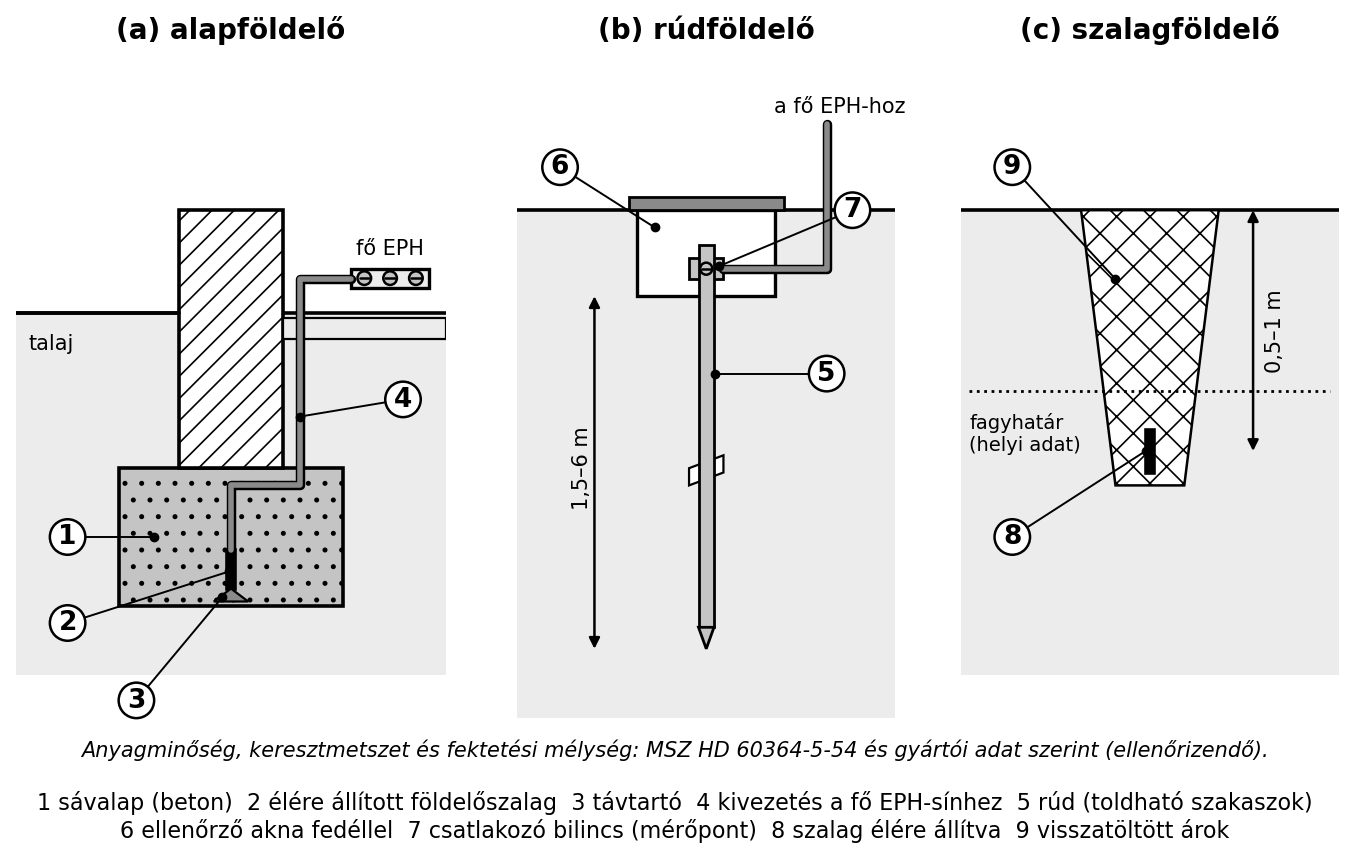 (a) alapföldelő
(b) rúdföldelő
(c) szalagföldelő
a fő EPH-hoz
6
9
7
fő EPH
talaj
4
5
0,5–1 m
fagyhatár
(helyi adat)
1,5–6 m
1
8
2
3
Anyagminőség, keresztmetszet és fektetési mélység: MSZ HD 60364-5-54 és gyártói adat szerint (ellenőrizendő).
1 sávalap (beton)  2 élére állított földelőszalag  3 távtartó  4 kivezetés a fő EPH-sínhez  5 rúd (toldható szakaszok)
6 ellenőrző akna fedéllel  7 csatlakozó bilincs (mérőpont)  8 szalag élére állítva  9 visszatöltött árok